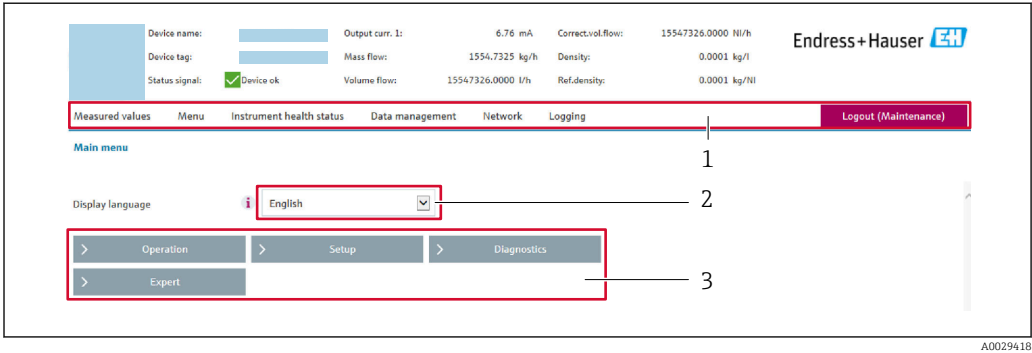 Device name: Output curr. 1: 6.76 mA Correct.vol.flow: 15547326.0000 Nl/h
Endress+Hauser EH
Device tag: Mass flow: 1554.7325 kg/h Density: 0.0001 kg/l
Status signal: Device ok Volume flow: 15547326.0000 l/h Ref.density: 0.0001 kg/Nl
Measured values Menu Instrument health status Data management Network Logging Logout (Maintenance)
Main menu
1
Display language i English
2
Operation Setup Diagnostics
Expert
3
A0029418